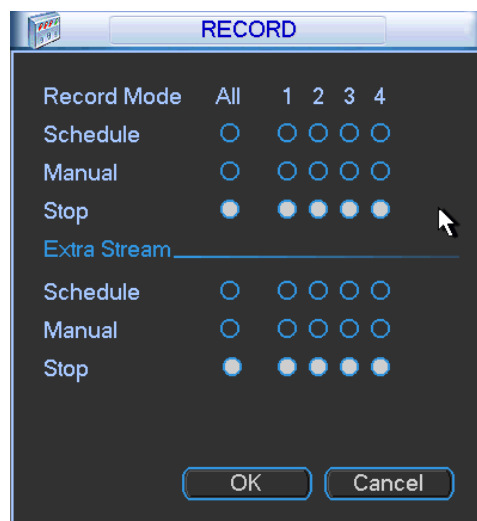 RECORD
Record Mode All 1 2 3 4
Schedule
Manual
Stop
Extra Stream
Schedule
Manual
Stop
OK Cancel